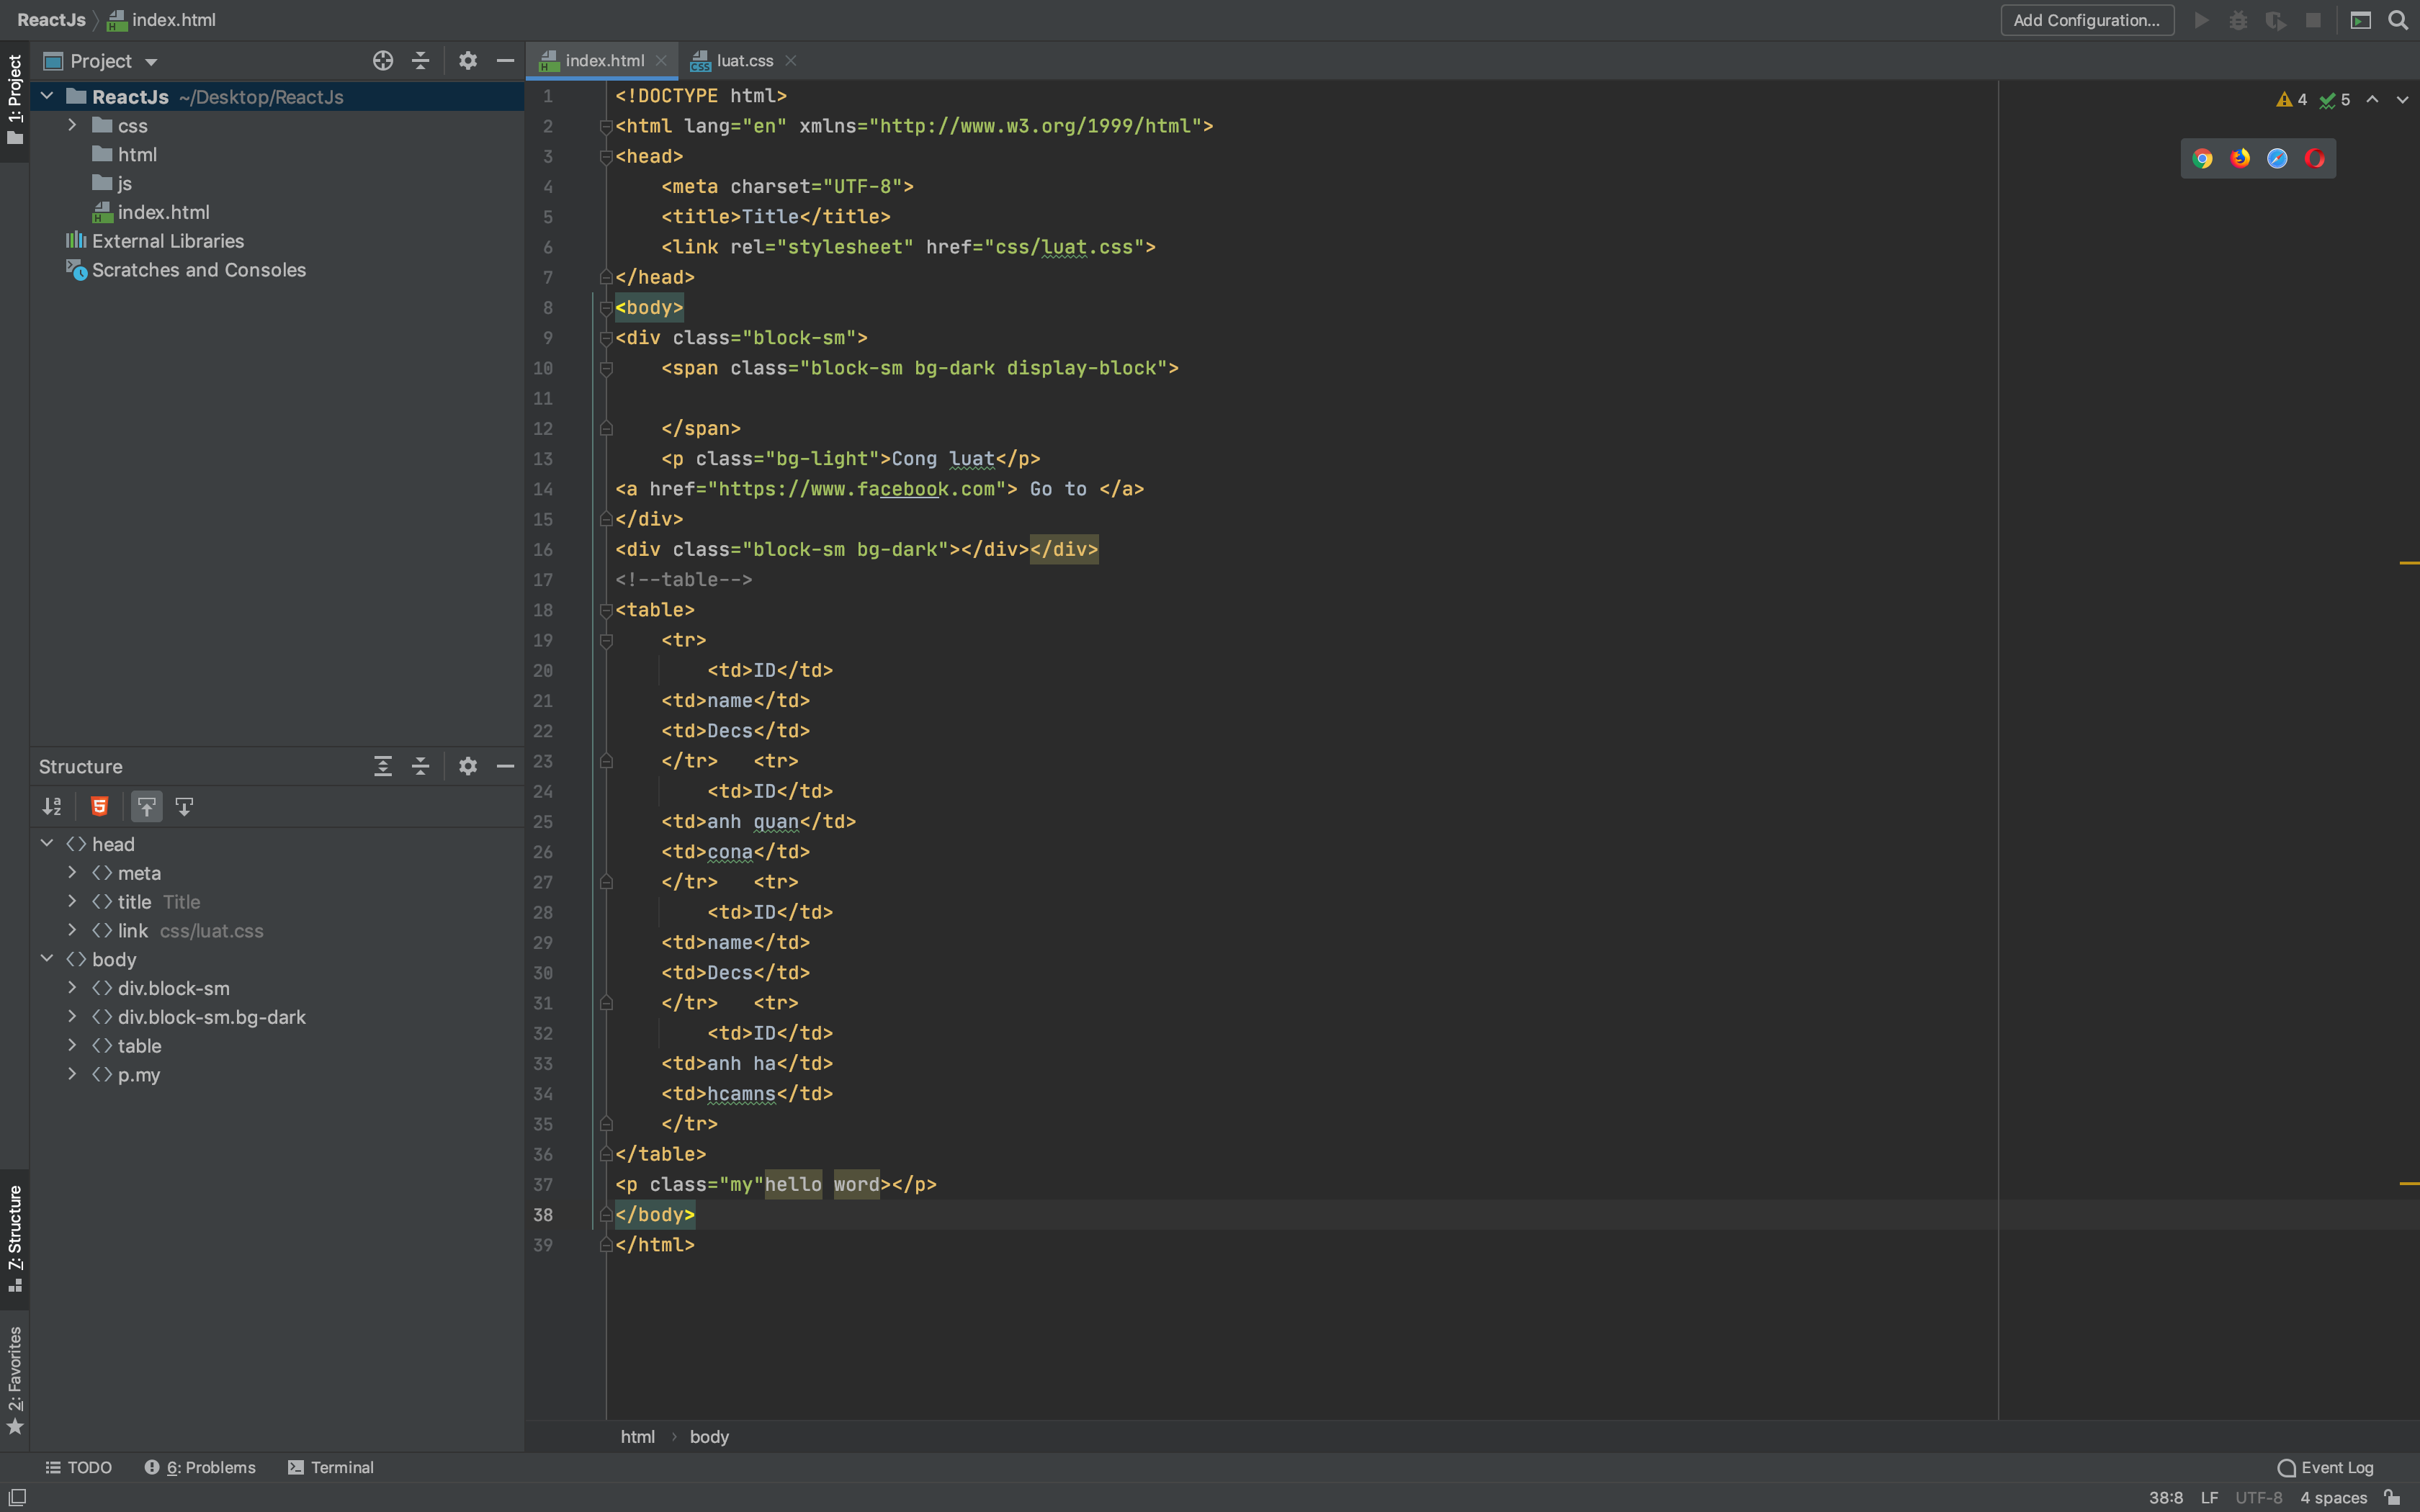 ReactJs index.html
Add Configuration...
1: Project
Project
index.html
luat.css
ReactJs ~/Desktop/ReactJs
css
html
js
index.html
External Libraries
Scratches and Consoles
4 5
1 <!DOCTYPE html>
2 <html lang="en" xmlns="http://www.w3.org/1999/html">
3 <head>
4 <meta charset="UTF-8">
5 <title>Title</title>
6 <link rel="stylesheet" href="css/luat.css">
7 </head>
8 <body>
9 <div class="block-sm">
10 <span class="block-sm bg-dark display-block">
11
12 </span>
13 <p class="bg-light">Cong luat</p>
14 <a href="https://www.facebook.com"> Go to </a>
15 </div>
16 <div class="block-sm bg-dark"></div></div>
17 <!--table-->
18 <table>
19 <tr>
20 <td>ID</td>
21 <td>name</td>
22 <td>Decs</td>
23 </tr> <tr>
24 <td>ID</td>
25 <td>anh quan</td>
26 <td>cona</td>
27 </tr> <tr>
28 <td>ID</td>
29 <td>name</td>
30 <td>Decs</td>
31 </tr> <tr>
32 <td>ID</td>
33 <td>anh ha</td>
34 <td>hcamns</td>
35 </tr>
36 </table>
37 <p class="my"hello word></p>
38 </body>
39 </html>
Structure
head
meta
title Title
link css/luat.css
body
div.block-sm
div.block-sm.bg-dark
table
p.my
7: Structure
2: Favorites
html body
TODO
6: Problems
Terminal
Event Log
38:8 LF UTF-8 4 spaces